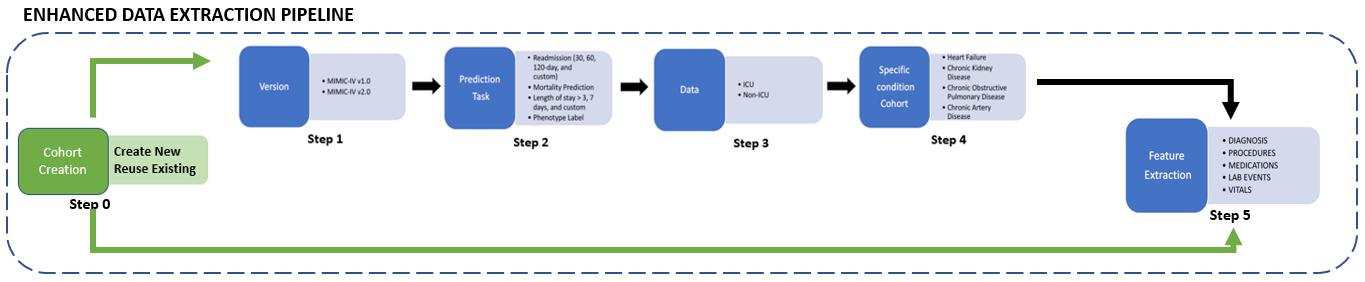 ENHANCED DATA EXTRACTION PIPELINE
Cohort
Creation
Create New
Reuse Existing
Step 0
Version
• MIMIC-IV v1.0
• MIMIC-IV v2.0
Step 1
Prediction
Task
• Readmission (30, 60,
120-day, and
custom)
• Mortality Prediction
• Length of stay > 3, 7
days, and custom
• Phenotype Label
Step 2
Data
• ICU
• Non-ICU
Step 3
Specific
condition
Cohort
• Heart Failure
• Chronic Kidney
Disease
• Chronic Obstructive
Pulmonary Disease
• Chronic Artery
Disease
Step 4
Feature
Extraction
• DIAGNOSIS
• PROCEDURES
• MEDICATIONS
• LAB EVENTS
• VITALS
Step 5